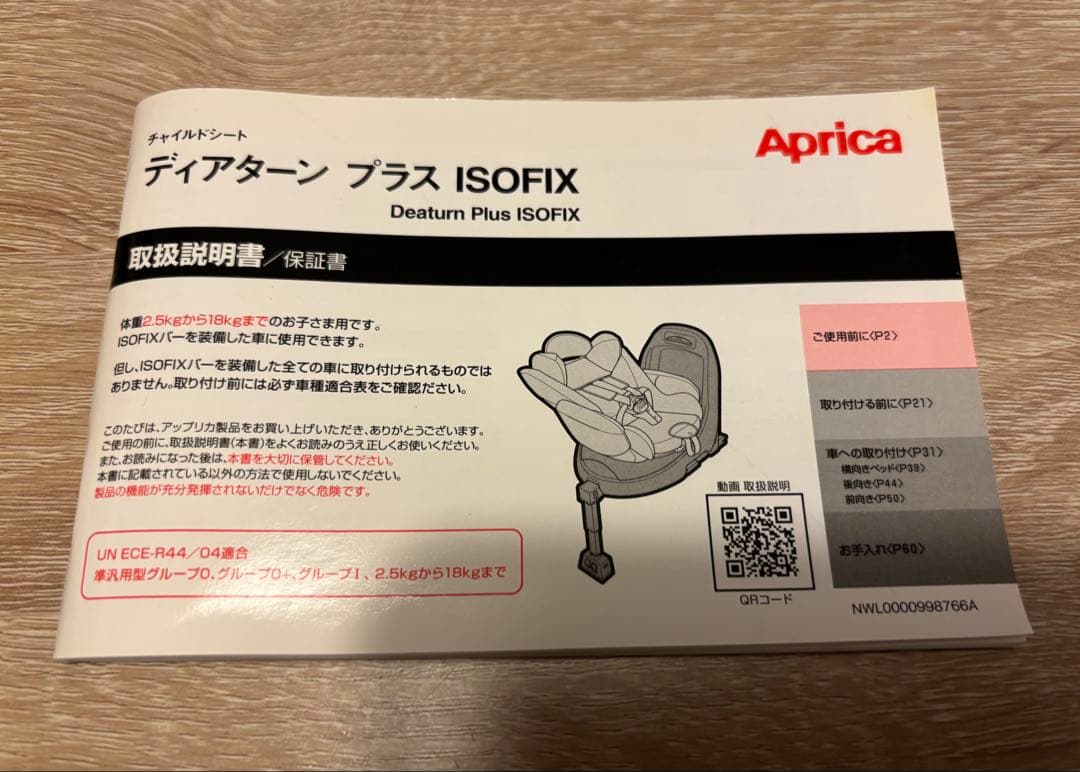 チャイルドシート
ディアターン プラス ISOFIX
Deaturn Plus ISOFIX
Aprica
取扱説明書／保証書
体重2.5kgから18kgまでのお子さま用です。
ISOFIXバーを装備した車に使用できます。
但し、ISOFIXバーを装備した全ての車に取り付けられるものでは
ありません。取り付け前には必ず車種適合表をご確認ださい。
このたびは、アップリカ製品をお買い上げいただき、ありがとうございます。
ご使用の前に、取扱説明書（本書）をよくお読みのうえ正しくお使いください。
また、お読みになった後は、本書を大切に保管してください。
本書に記載されている以外の方法で使用しないでください。
製品の機能が充分発揮されないだけでなく危険です。
UN ECE-R44／04適合
準汎用型グループ0、グループ0+、グループI、2.5kgから18kgまで
動画 取扱説明
QRコード
ご使用前に〈P2〉
取り付ける前に〈P21〉
車への取り付け〈P31〉
横向きベッド〈P39〉
後向き〈P44〉
前向き〈P50〉
お手入れ〈P60〉
NWL0000998766A